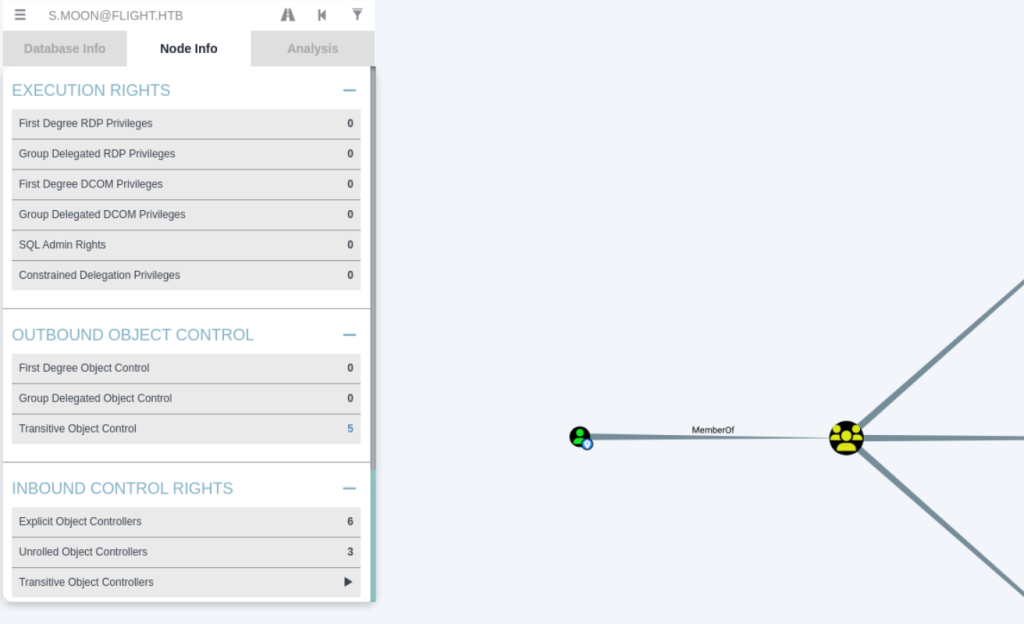 S.MOON@FLIGHT.HTB
Database Info Node Info Analysis
EXECUTION RIGHTS
First Degree RDP Privileges 0
Group Delegated RDP Privileges 0
First Degree DCOM Privileges 0
Group Delegated DCOM Privileges 0
SQL Admin Rights 0
Constrained Delegation Privileges 0
OUTBOUND OBJECT CONTROL
First Degree Object Control 0
Group Delegated Object Control 0
Transitive Object Control 5
INBOUND CONTROL RIGHTS
Explicit Object Controllers 6
Unrolled Object Controllers 3
Transitive Object Controllers
MemberOf